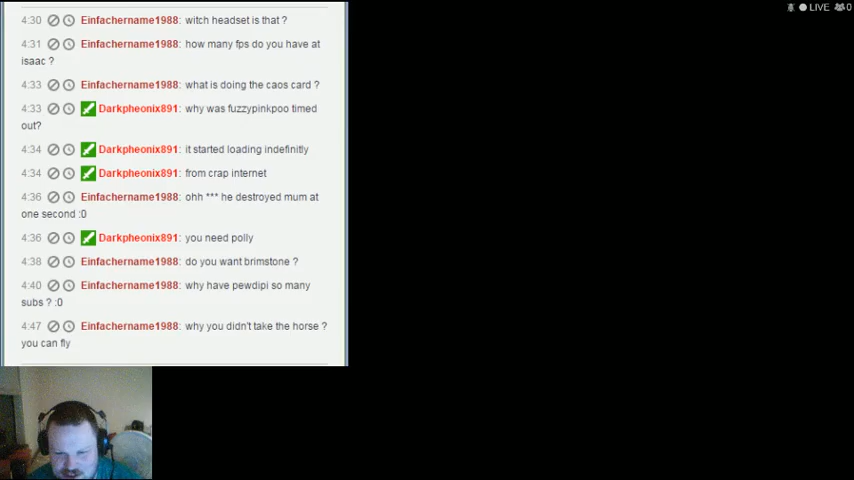 4:30 Einfachername1988: witch headset is that ?
4:31 Einfachername1988: how many fps do you have at
isaac ?
4:33 Einfachername1988: what is doing the caos card ?
4:33 Darkpheonix891: why was fuzzypinkpoo timed
out?
4:34 Darkpheonix891: it started loading indefinitly
4:34 Darkpheonix891: from crap internet
4:36 Einfachername1988: ohh *** he destroyed mum at
one second :0
4:36 Darkpheonix891: you need polly
4:38 Einfachername1988: do you want brimstone ?
4:40 Einfachername1988: why have pewdipi so many
subs ? :0
4:47 Einfachername1988: why you didn't take the horse ?
you can fly
LIVE 0